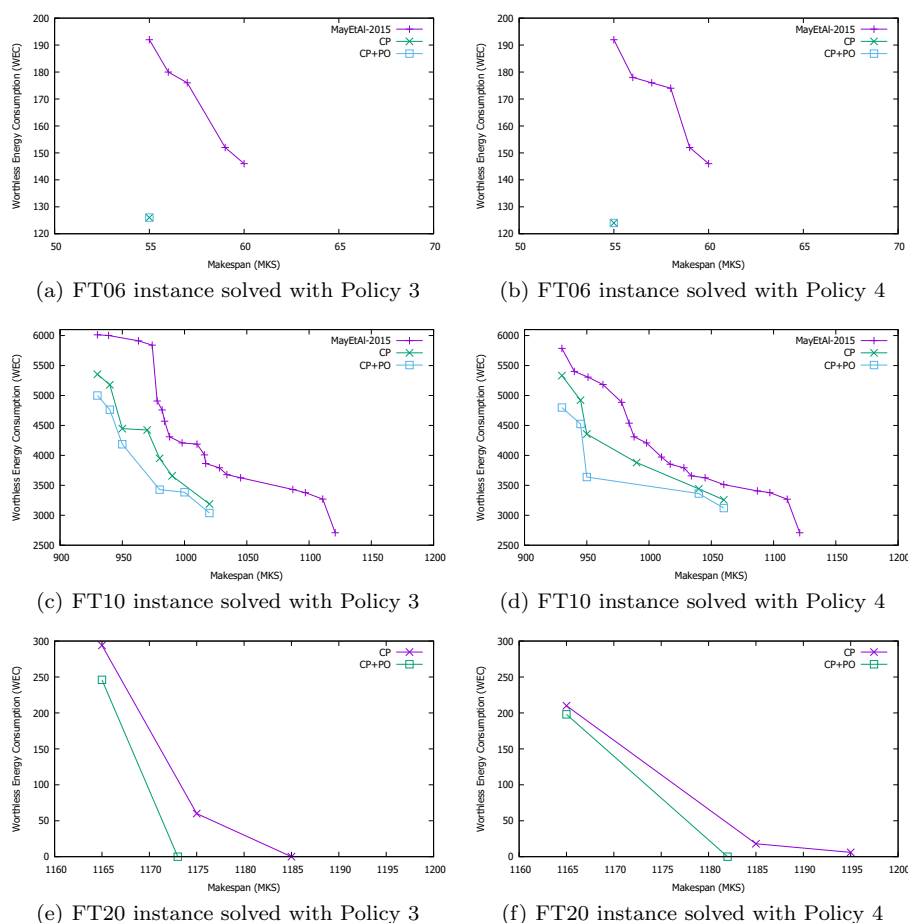 200
190
180
170
160
150
140
130
120
50
55
60
65
70
Worthless Energy Consumption (WEC)
Makespan (MKS)
MayEtAl-2015
CP
CP+PO
(a) FT06 instance solved with Policy 3
200
190
180
170
160
150
140
130
120
50
55
60
65
70
Worthless Energy Consumption (WEC)
Makespan (MKS)
MayEtAl-2015
CP
CP+PO
(b) FT06 instance solved with Policy 4
6000
5500
5000
4500
4000
3500
3000
2500
900
950
1000
1050
1100
1150
1200
Worthless Energy Consumption (WEC)
Makespan (MKS)
MayEtAl-2015
CP
CP+PO
(c) FT10 instance solved with Policy 3
6000
5500
5000
4500
4000
3500
3000
2500
900
950
1000
1050
1100
1150
1200
Worthless Energy Consumption (WEC)
Makespan (MKS)
MayEtAl-2015
CP
CP+PO
(d) FT10 instance solved with Policy 4
300
250
200
150
100
50
0
1160
1165
1170
1175
1180
1185
1190
1195
1200
Worthless Energy Consumption (WEC)
Makespan (MKS)
CP
CP+PO
(e) FT20 instance solved with Policy 3
300
250
200
150
100
50
0
1160
1165
1170
1175
1180
1185
1190
1195
1200
Worthless Energy Consumption (WEC)
Makespan (MKS)
CP
CP+PO
(f) FT20 instance solved with Policy 4